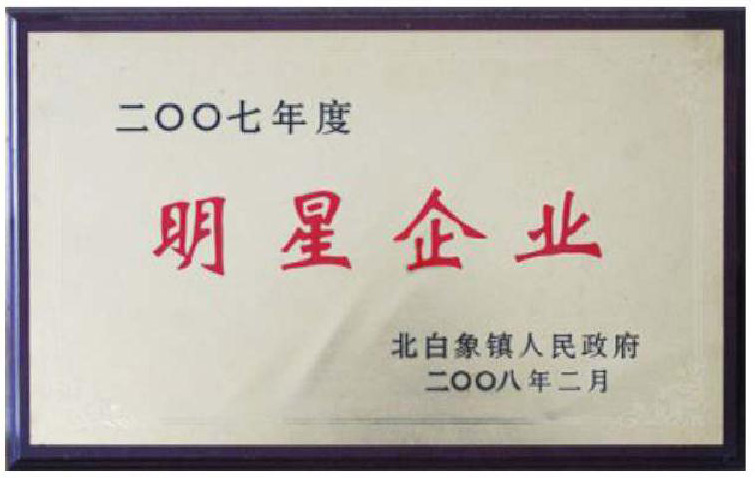 二〇〇七年度
明星企业
北白象镇人民政府
二〇〇八年二月